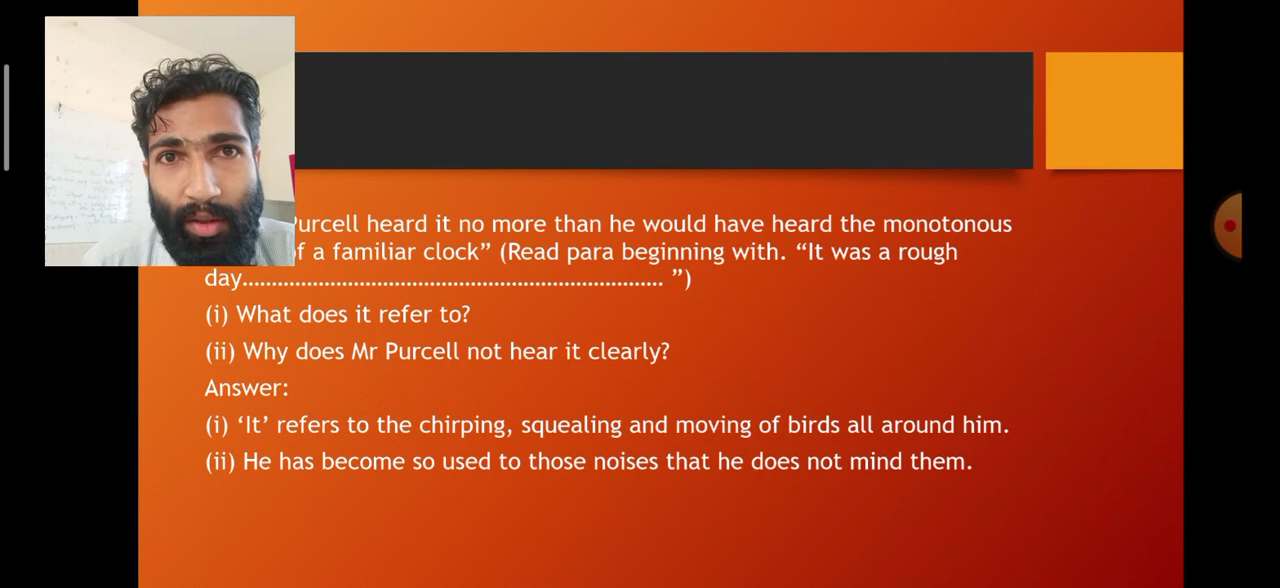 Purcell heard it no more than he would have heard the monotonous
of a familiar clock” (Read para beginning with. “It was a rough
day…………………………………………………………… ”)
(i) What does it refer to?
(ii) Why does Mr Purcell not hear it clearly?
Answer:
(i) ‘It’ refers to the chirping, squealing and moving of birds all around him.
(ii) He has become so used to those noises that he does not mind them.